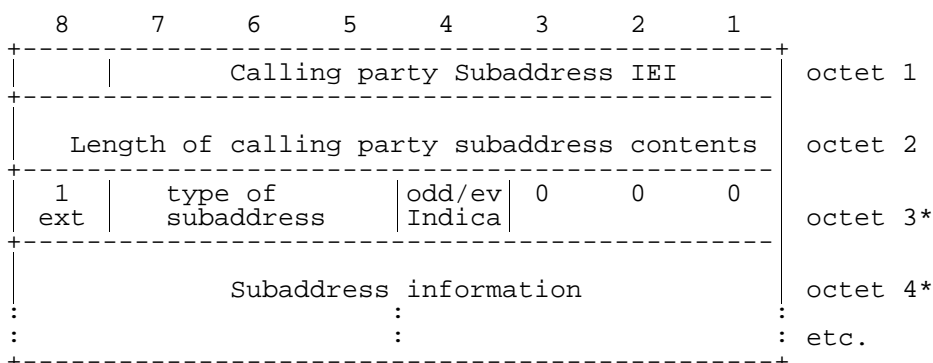 8 7 6 5 4 3 2 1
Calling party Subaddress IEI octet 1
Length of calling party subaddress contents octet 2
1 type of odd/ev 0 0 0
ext subaddress Indica octet 3*
Subaddress information octet 4*
: : :
: : : etc.